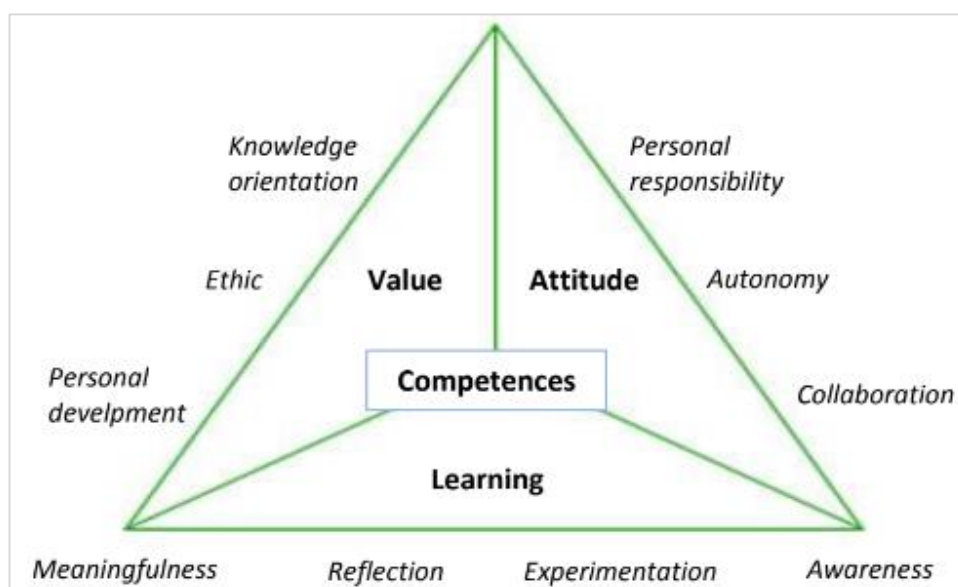 Knowledge
orientation
Personal
responsibility
Ethic
Value
Attitude
Autonomy
Personal
develpment
Competences
Collaboration
Learning
Meaningfulness
Reflection
Experimentation
Awareness